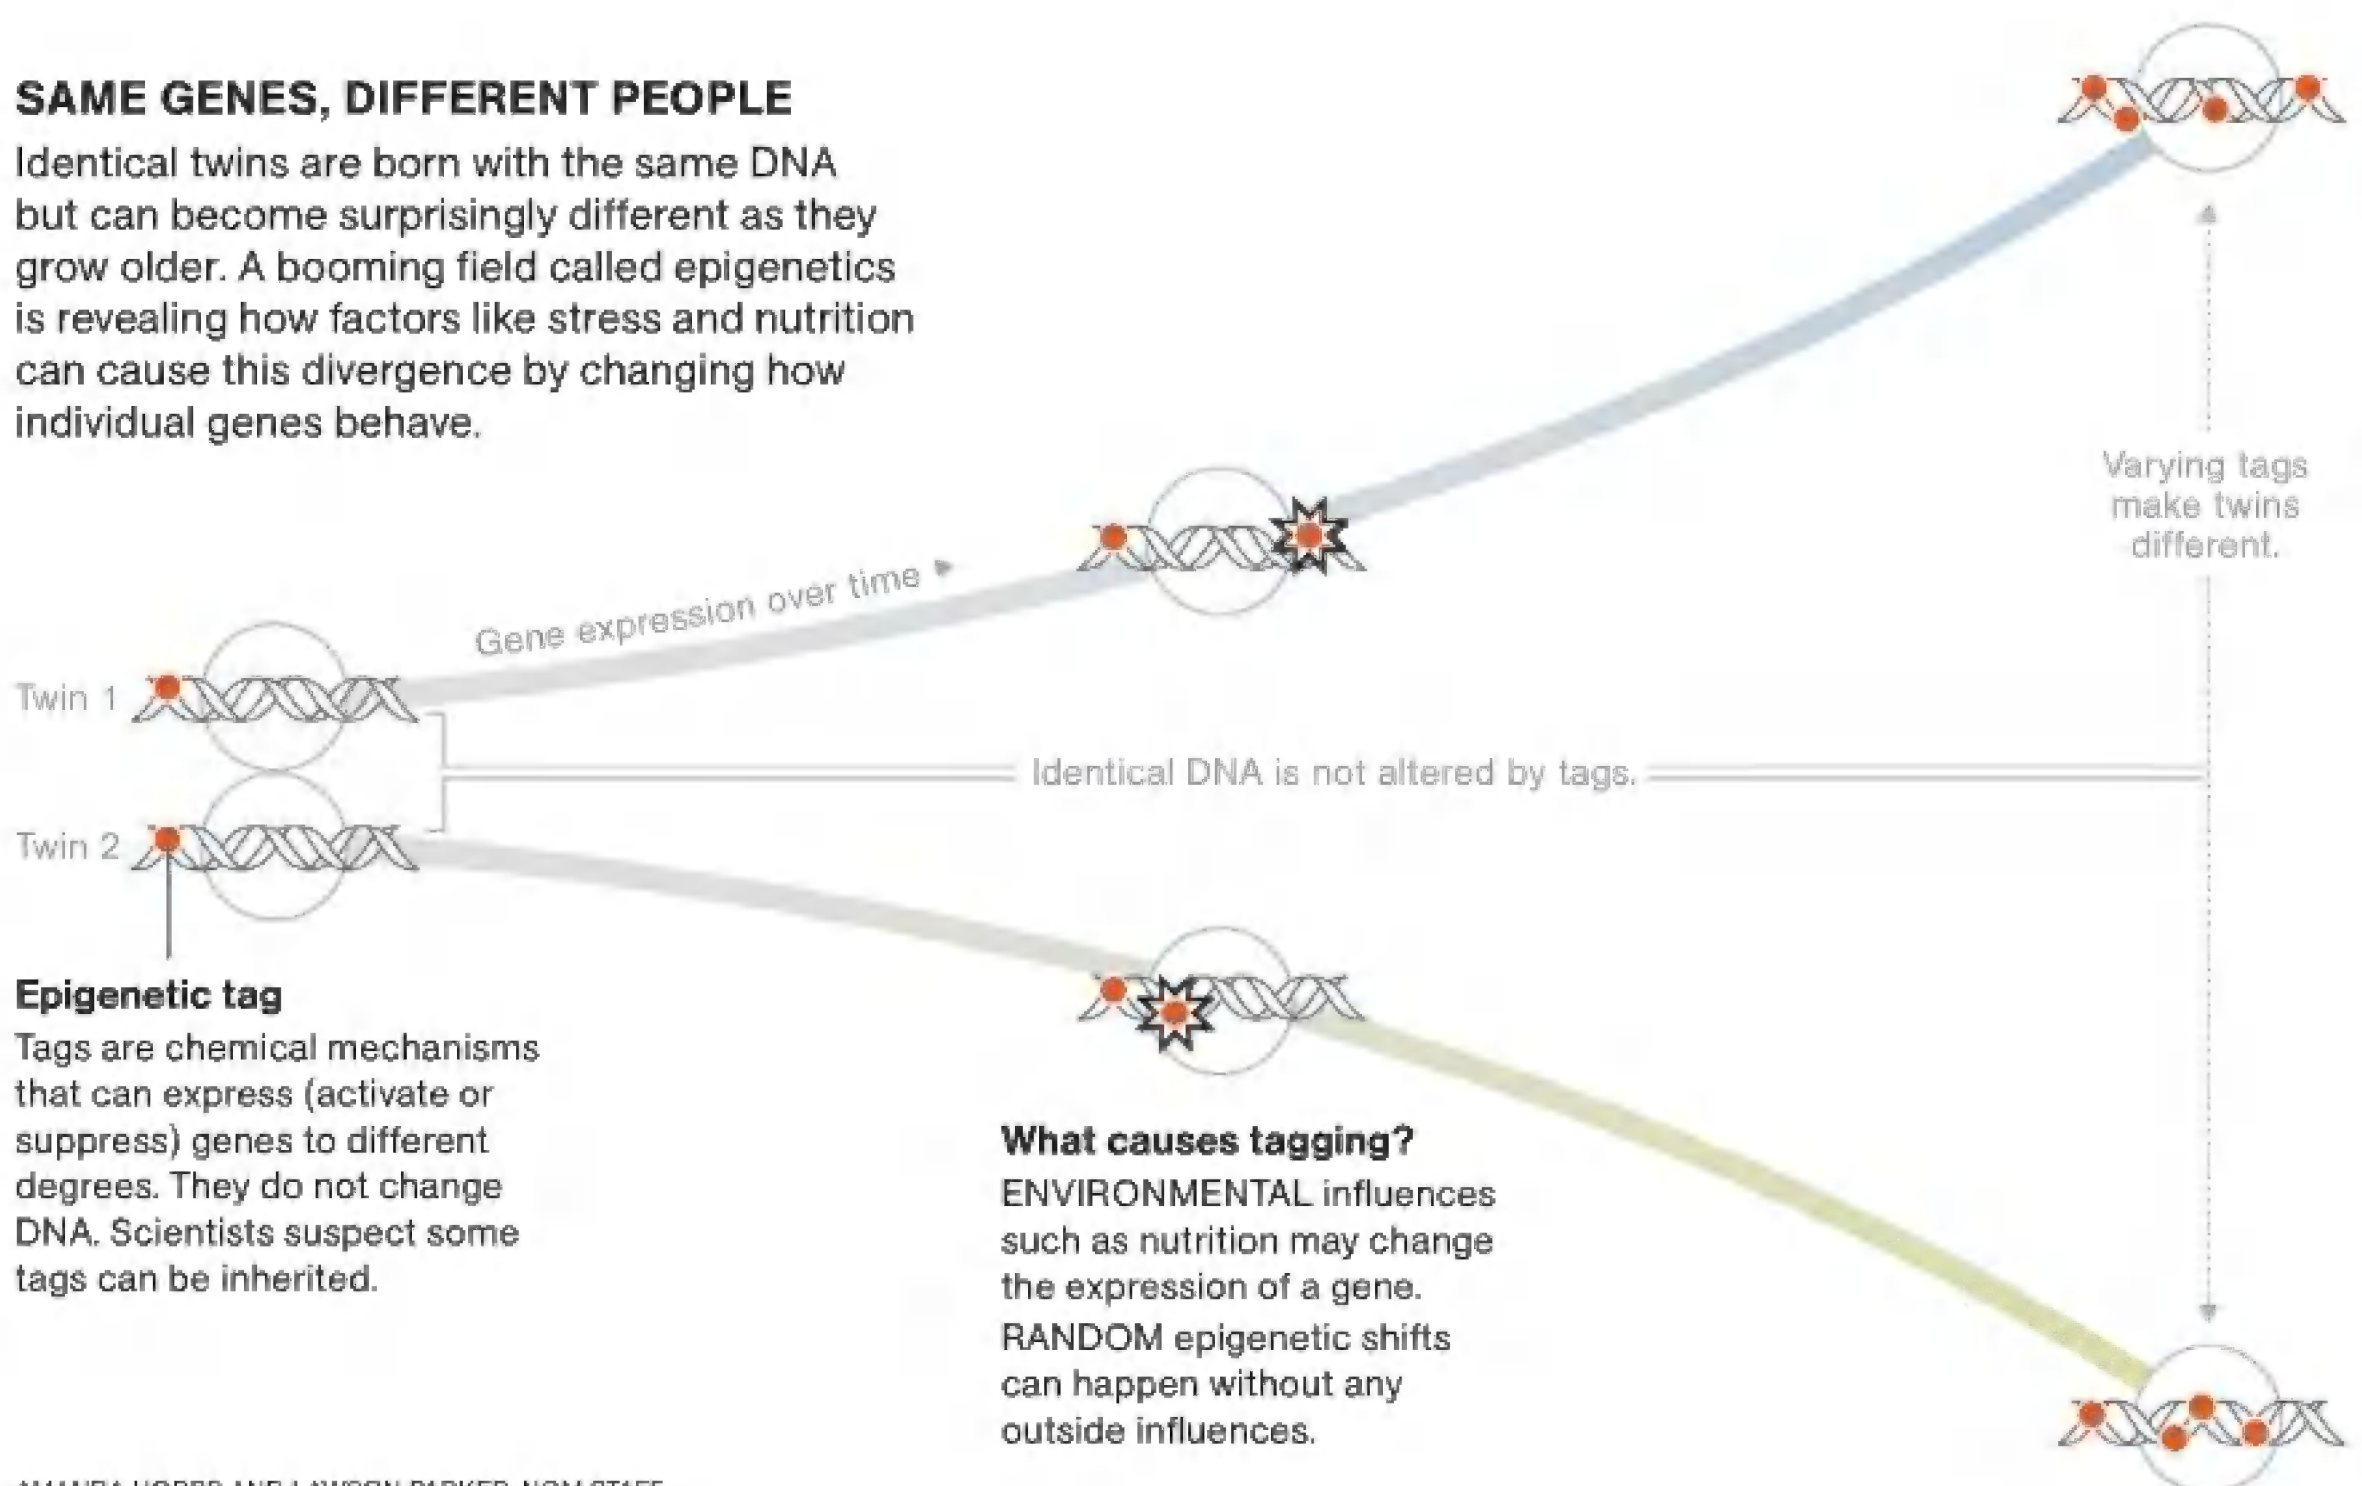 SAME GENES, DIFFERENT PEOPLE
Identical twins are born with the same DNA
but can become surprisingly different as they
grow older. A booming field called epigenetics
is revealing how factors like stress and nutrition
can cause this divergence by changing how
individual genes behave.
Varying tags
make twins
different.
Gene expression over time
Twin 1
Identical DNA is not altered by tags.
Twin 2
Epigenetic tag
Tags are chemical mechanisms
that can express (activate or
suppress) genes to different
degrees. They do not change
DNA. Scientists suspect some
tags can be inherited.
What causes tagging?
ENVIRONMENTAL influences
such as nutrition may change
the expression of a gene.
RANDOM epigenetic shifts
can happen without any
outside influences.